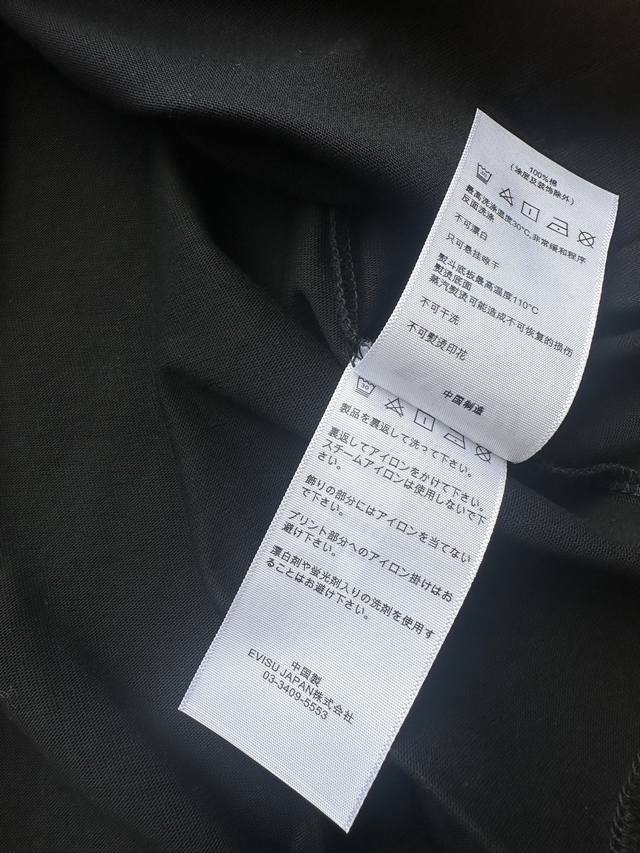 100%棉
(涂层及装饰除外)
30
最高洗涤温度30°C,非常缓和程序
反面洗涤
不可漂白
只可悬挂晾干
熨斗底板最高温度110°C
熨烫底面
蒸汽熨烫可能造成不可恢复的损伤
不可干洗
不可熨烫印花
中国制造
30
製品を裏返して洗って下さい。
裏返してアイロンをかけて下さい。
スチームアイロンは使用しないで下
さい。
飾りの部分にはアイロンを当てない
で下さい。
プリント部分へのアイロン掛けはお
避け下さい。
漂白剤や蛍光剤入りの洗剤を使用す
ることはお避け下さい。
中国製
EVISU JAPAN株式会社
03-3409-5553